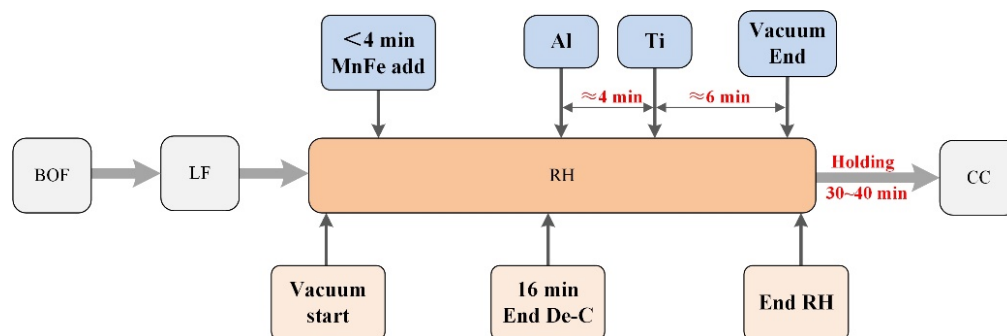 <4 min
MnFe add
Al
Ti
Vacuum
End
≈4 min
≈6 min
BOF
LF
RH
Holding
30~40 min
CC
Vacuum
start
16 min
End De-C
End RH